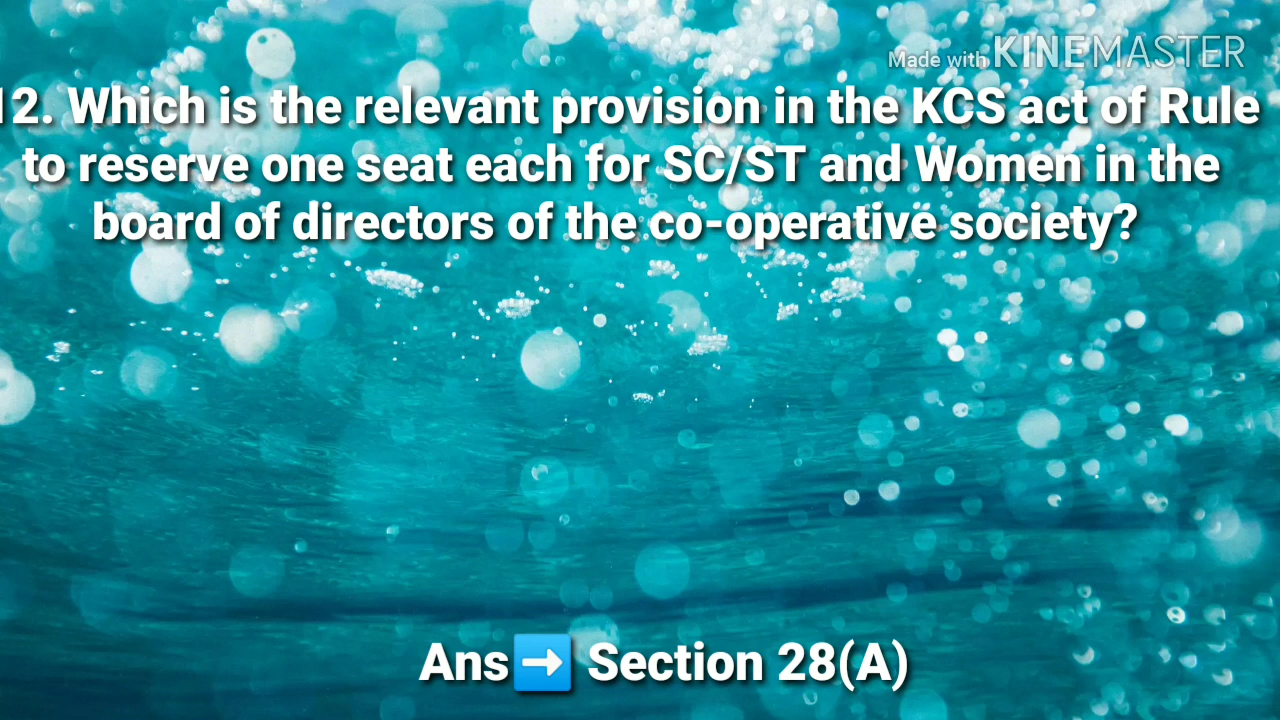 Made with KINEMASTER
12. Which is the relevant provision in the KCS act of Rule
to reserve one seat each for SC/ST and Women in the
board of directors of the co-operative society?
Ans➡️ Section 28(A)